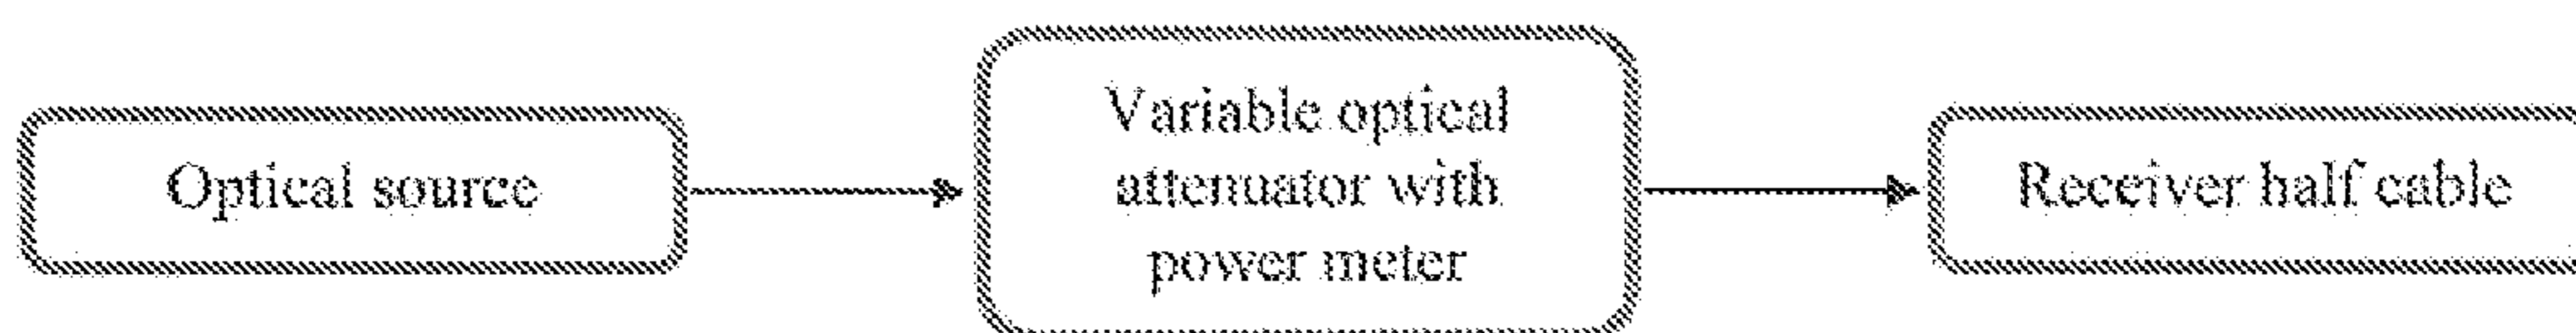 Optical source
Variable optical
attenuator with
power meter
Receiver half cable